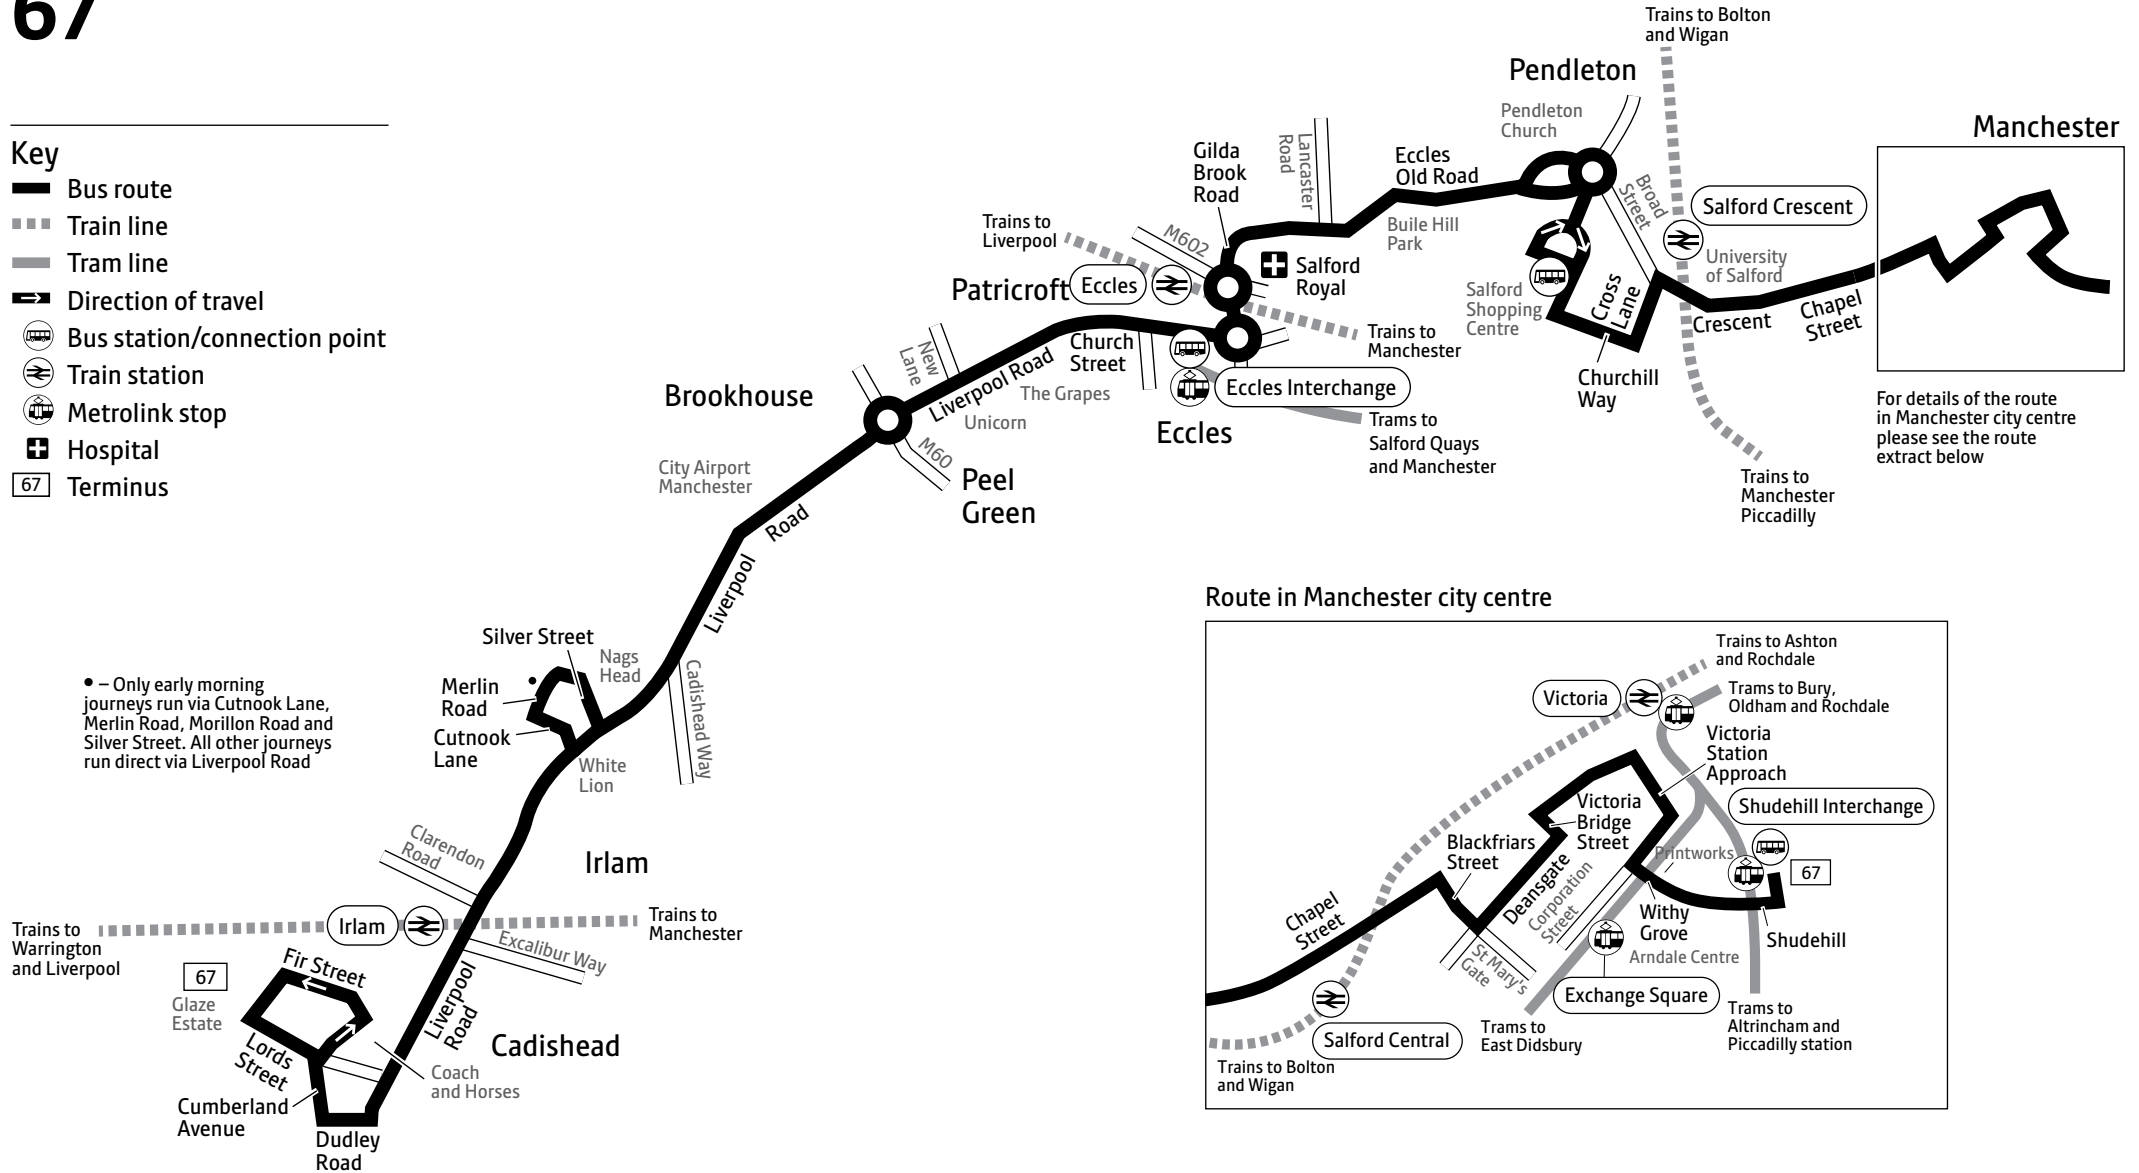 67
Key
Bus route
Train line
Tram line
Direction of travel
Bus station/connection point
Train station
Metrolink stop
Hospital
67 Terminus
Trains to Bolton
and Wigan
Pendleton
Pendleton
Church
Manchester
Gilda
Brook
Road
Lancaster
Road
Eccles
Old Road
Broad
Street
Salford Crescent
Trains to
Liverpool
M602
Buile Hill
Park
University
of Salford
Salford
Royal
Patricroft
Eccles
Salford
Shopping
Centre
Cross
Lane
Crescent
Chapel
Street
Trains to
Manchester
Church
Street
New
Lane
Liverpool Road
The Grapes
Unicorn
Eccles Interchange
Churchill
Way
Brookhouse
Eccles
Trams to
Salford Quays
and Manchester
For details of the route
in Manchester city centre
please see the route
extract below
M60
City Airport
Manchester
Peel
Green
Trains to
Manchester
Piccadilly
Road
Liverpool
Silver Street
Nags
Head
Cadishead Way
Merlin
Road
Cutnook
Lane
White
Lion
• – Only early morning
journeys run via Cutnook Lane,
Merlin Road, Morillon Road and
Silver Street. All other journeys
run direct via Liverpool Road
Clarendon
Road
Irlam
Irlam
Trains to
Manchester
Trains to
Warrington
and Liverpool
Excalibur Way
Fir Street
67
Glaze
Estate
Liverpool
Road
Cadishead
Lords
Street
Coach
and Horses
Cumberland
Avenue
Dudley
Road
Route in Manchester city centre
Trains to Ashton
and Rochdale
Victoria
Trams to Bury,
Oldham and Rochdale
Victoria
Station
Approach
Victoria
Bridge
Street
Shudehill Interchange
Blackfriars
Street
Printworks
67
Deansgate
Corporation
Street
Chapel
Street
Withy
Grove
Shudehill
St Mary's
Gate
Arndale Centre
Exchange Square
Salford Central
Trams to
East Didsbury
Trams to
Altrincham and
Piccadilly station
Trains to Bolton
and Wigan